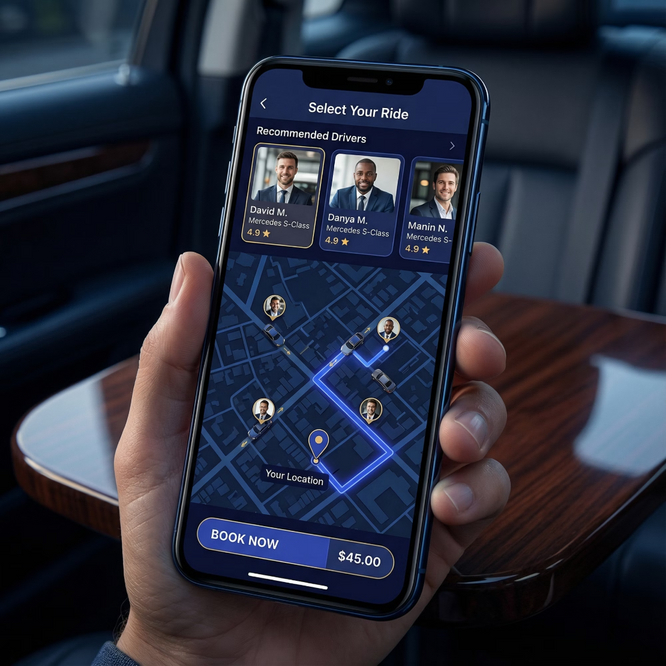 Select Your Ride
Recommended Drivers
David M.
Mercedes S-Class
4.9
Danya M.
Mercedes S-Class
4.9
Manin N.
Mercedes S-
4.9
Your Location
BOOK NOW
$45.00